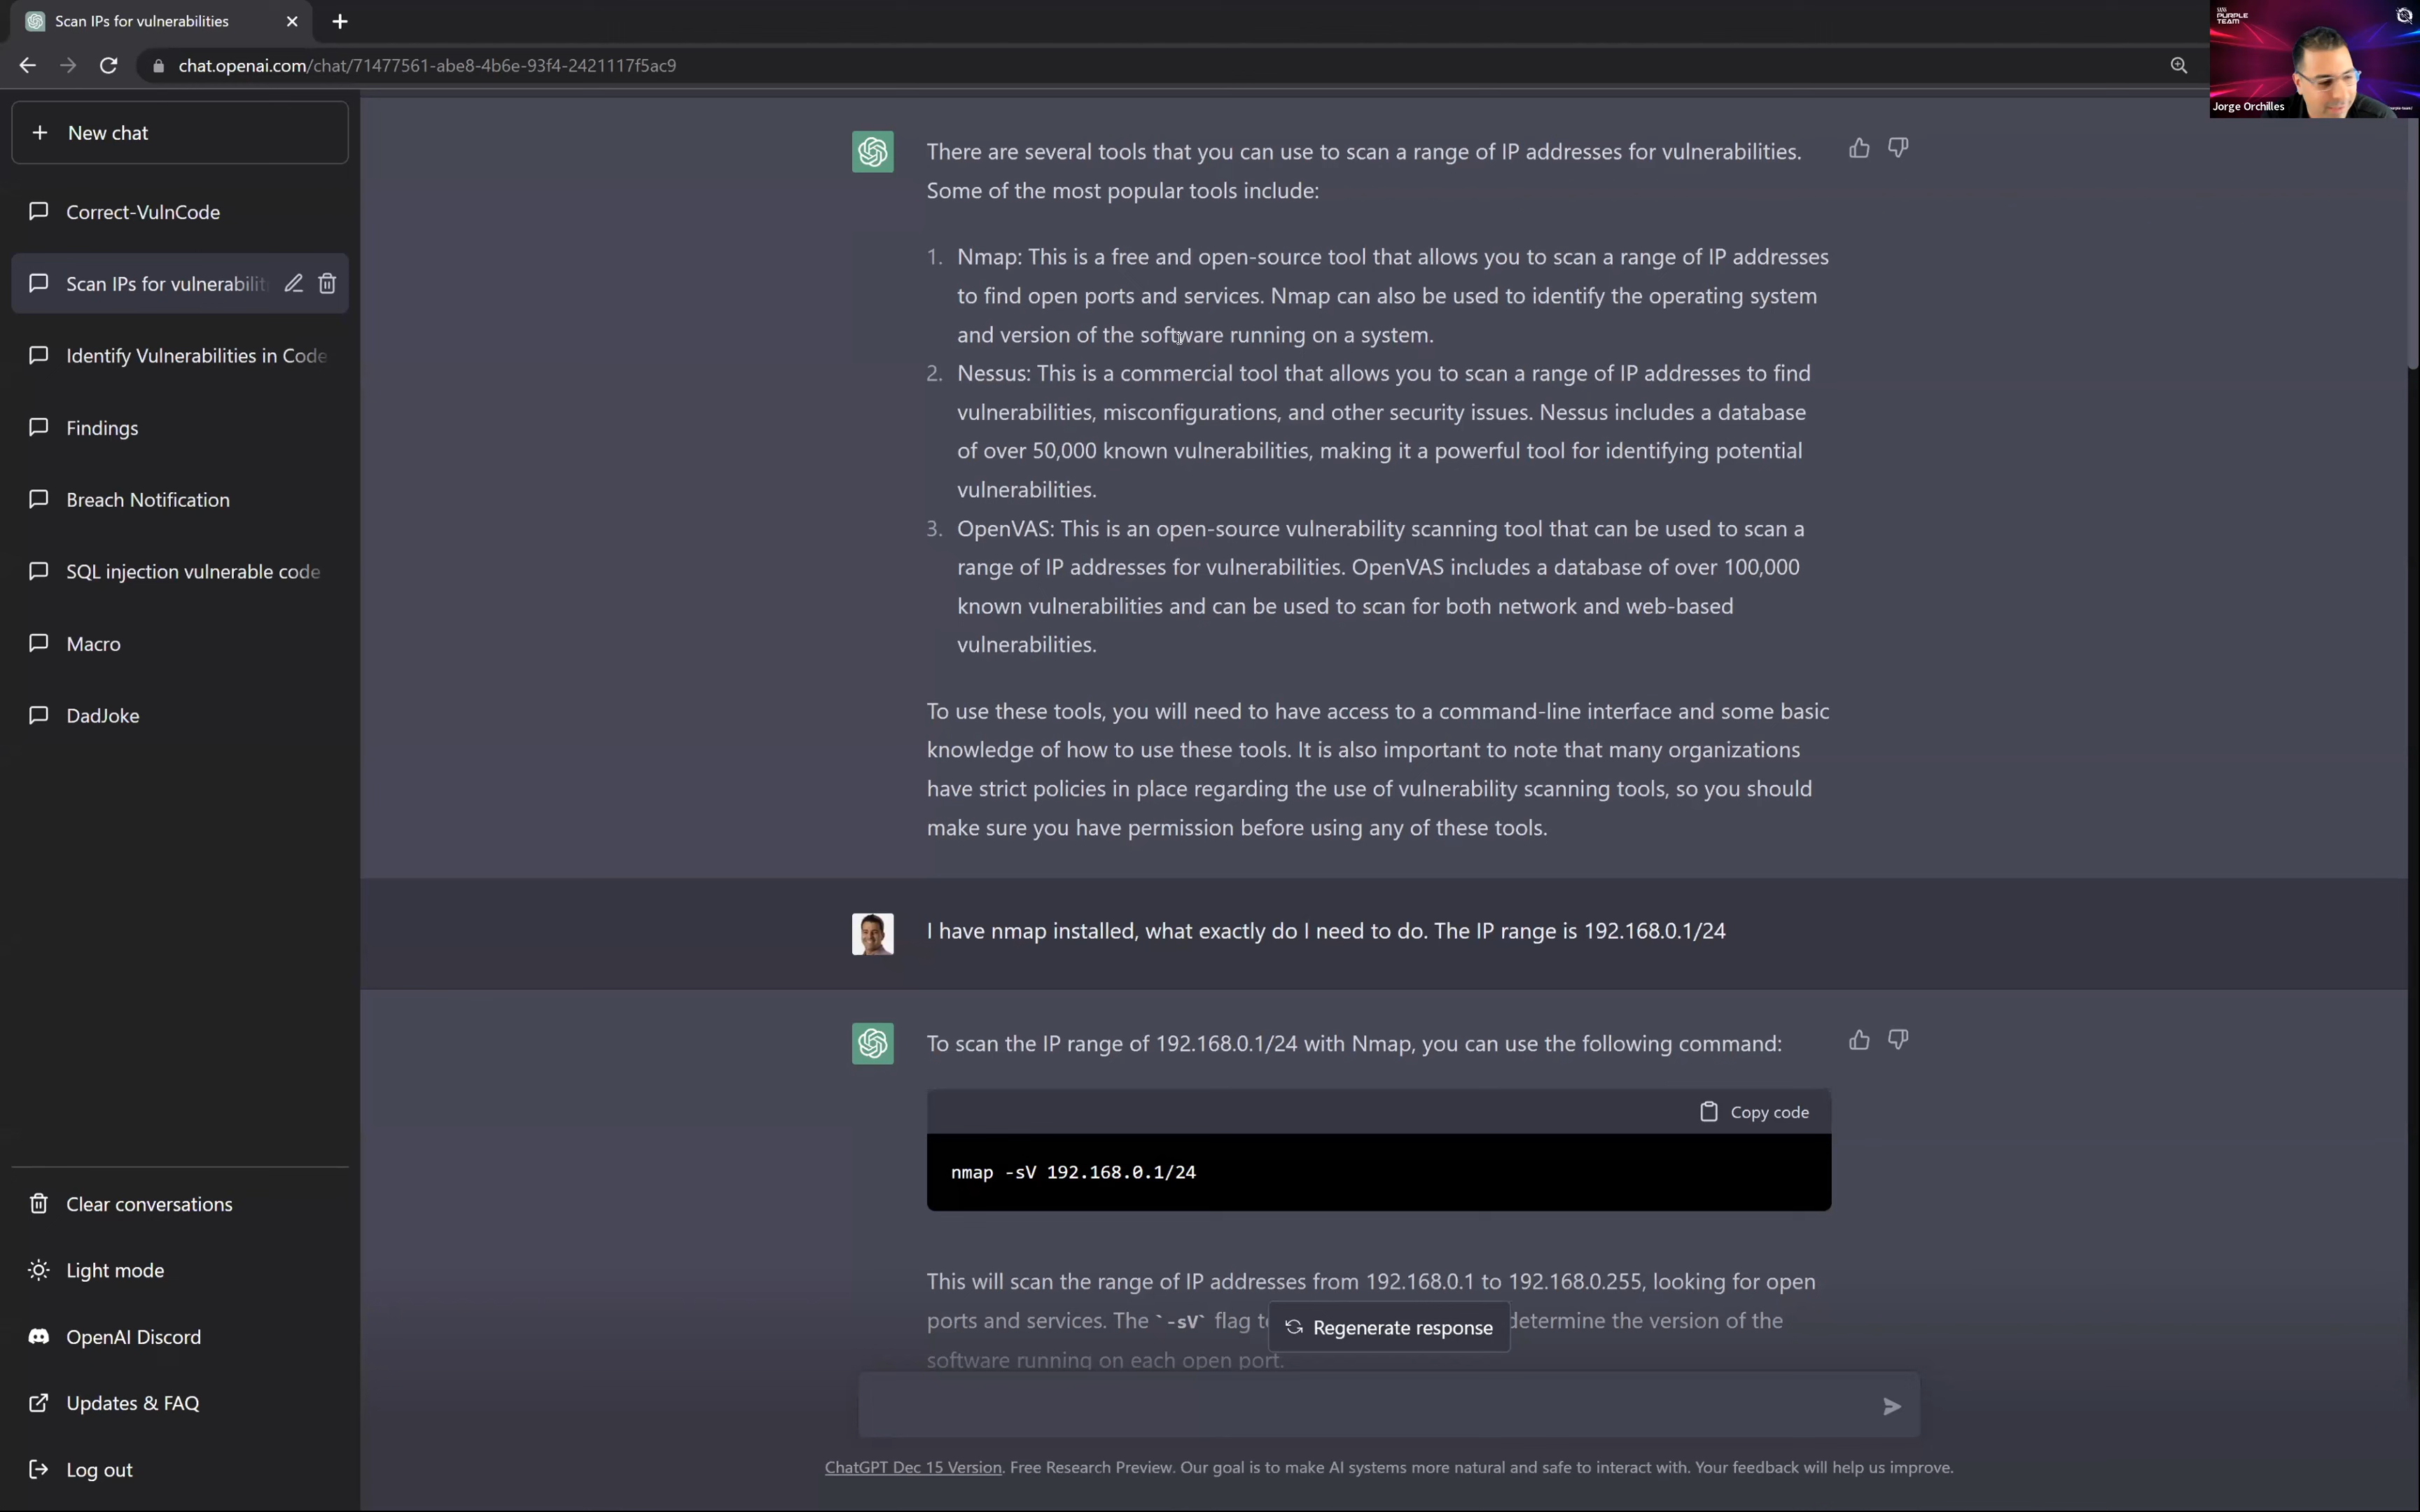 Scan IPs for vulnerabilities
chat.openai.com/chat/71477561-abe8-4b6e-93f4-2421117f5ac9
PURPLE
TEAM
Jorge Orchilles
New chat
Correct-VulnCode
Scan IPs for vulnerabilit
Identify Vulnerabilities in Code
Findings
Breach Notification
SQL injection vulnerable code
Macro
DadJoke
Clear conversations
Light mode
OpenAI Discord
Updates & FAQ
Log out
There are several tools that you can use to scan a range of IP addresses for vulnerabilities.
Some of the most popular tools include:
1. Nmap: This is a free and open-source tool that allows you to scan a range of IP addresses
to find open ports and services. Nmap can also be used to identify the operating system
and version of the software running on a system.
2. Nessus: This is a commercial tool that allows you to scan a range of IP addresses to find
vulnerabilities, misconfigurations, and other security issues. Nessus includes a database
of over 50,000 known vulnerabilities, making it a powerful tool for identifying potential
vulnerabilities.
3. OpenVAS: This is an open-source vulnerability scanning tool that can be used to scan a
range of IP addresses for vulnerabilities. OpenVAS includes a database of over 100,000
known vulnerabilities and can be used to scan for both network and web-based
vulnerabilities.
To use these tools, you will need to have access to a command-line interface and some basic
knowledge of how to use these tools. It is also important to note that many organizations
have strict policies in place regarding the use of vulnerability scanning tools, so you should
make sure you have permission before using any of these tools.
I have nmap installed, what exactly do I need to do. The IP range is 192.168.0.1/24
To scan the IP range of 192.168.0.1/24 with Nmap, you can use the following command:
Copy code
nmap -sV 192.168.0.1/24
This will scan the range of IP addresses from 192.168.0.1 to 192.168.0.255, looking for open
ports and services. The `-sV` flag t determine the version of the
Regenerate response
software running on each open port.
ChatGPT Dec 15 Version. Free Research Preview. Our goal is to make AI systems more natural and safe to interact with. Your feedback will help us improve.